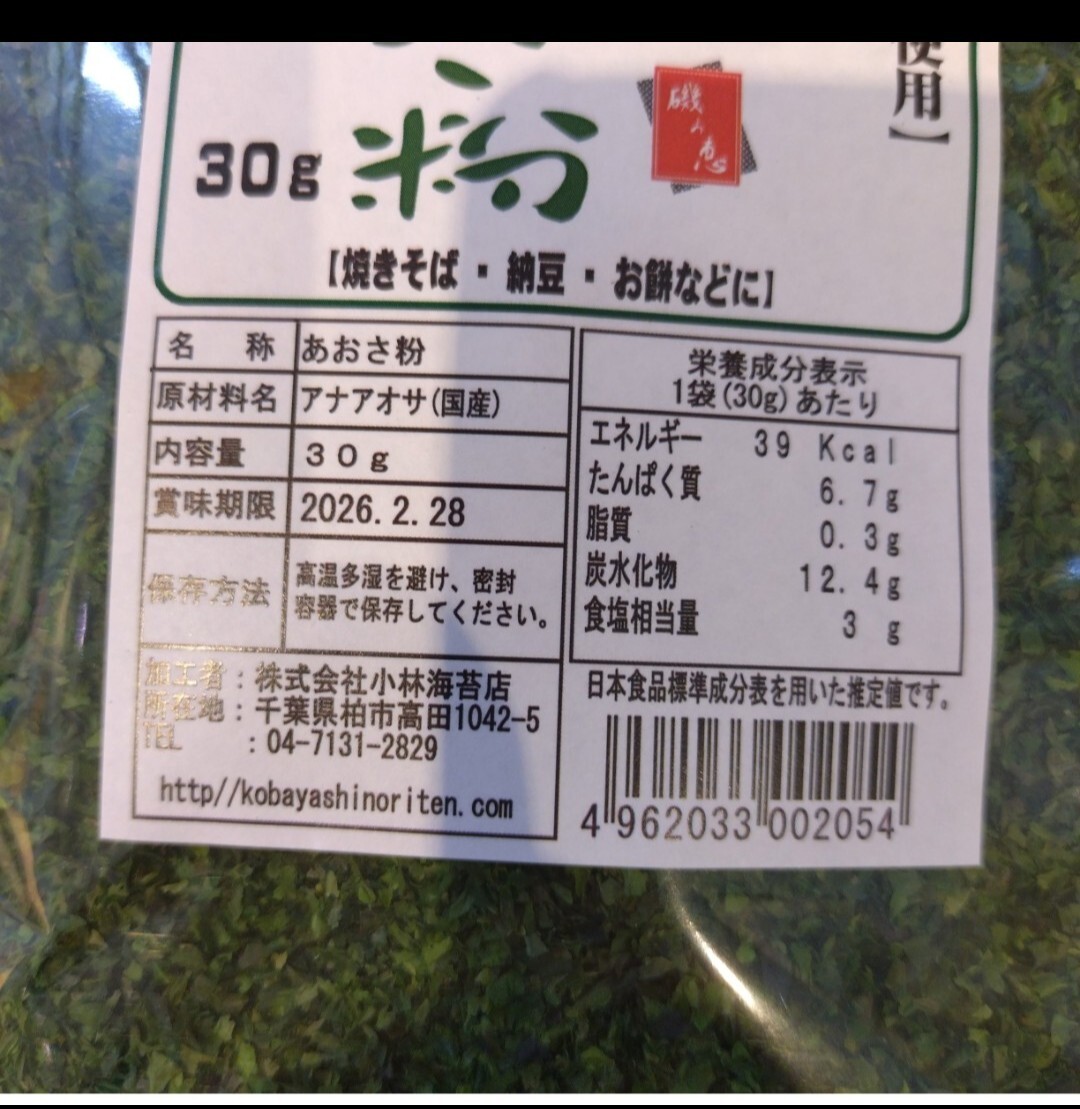 使用】
粉
30g
磯の恵
【焼きそば・納豆・お餅などに】
名 称 あおさ粉
原材料名 アナアオサ(国産)
内容量 30g
賞味期限 2026.2.28
保存方法 高温多湿を避け、密封
容器で保存してください。
加工者:株式会社小林海苔店
所在地:千葉県柏市高田1042-5
TEL :04-7131-2829
http//kobayashinoriten.com
栄養成分表示
1袋(30g)あたり
エネルギー 39 Kcal
たんぱく質 6.7g
脂質 0.3g
炭水化物 12.4g
食塩相当量 3 g
日本食品標準成分表を用いた推定値です。
4962033002054